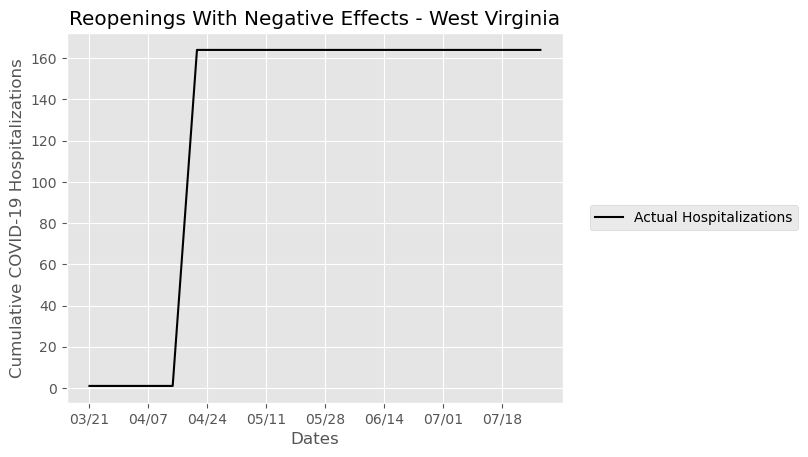 Reopenings With Negative Effects - West Virginia
Cumulative COVID-19 Hospitalizations
160
140
120
100
80
60
40
20
0
03/21 04/07 04/24 05/11 05/28 06/14 07/01 07/18
Dates
Actual Hospitalizations